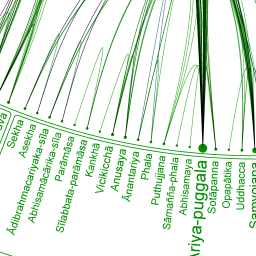 Sekha
Asekha
Ādibrahmacariyaka-sīla
Abhisamācārika-sīla
Parāmāsa
Sīlabbata-parāmāsa
Kankhā
Vicikicchā
Anusaya
Ānantariya
Phala
Puthujjana
Sāmañña-phala
Abhisamaya
Ariya-puggala
Sotāpanna
Opapātika
Uddhacca